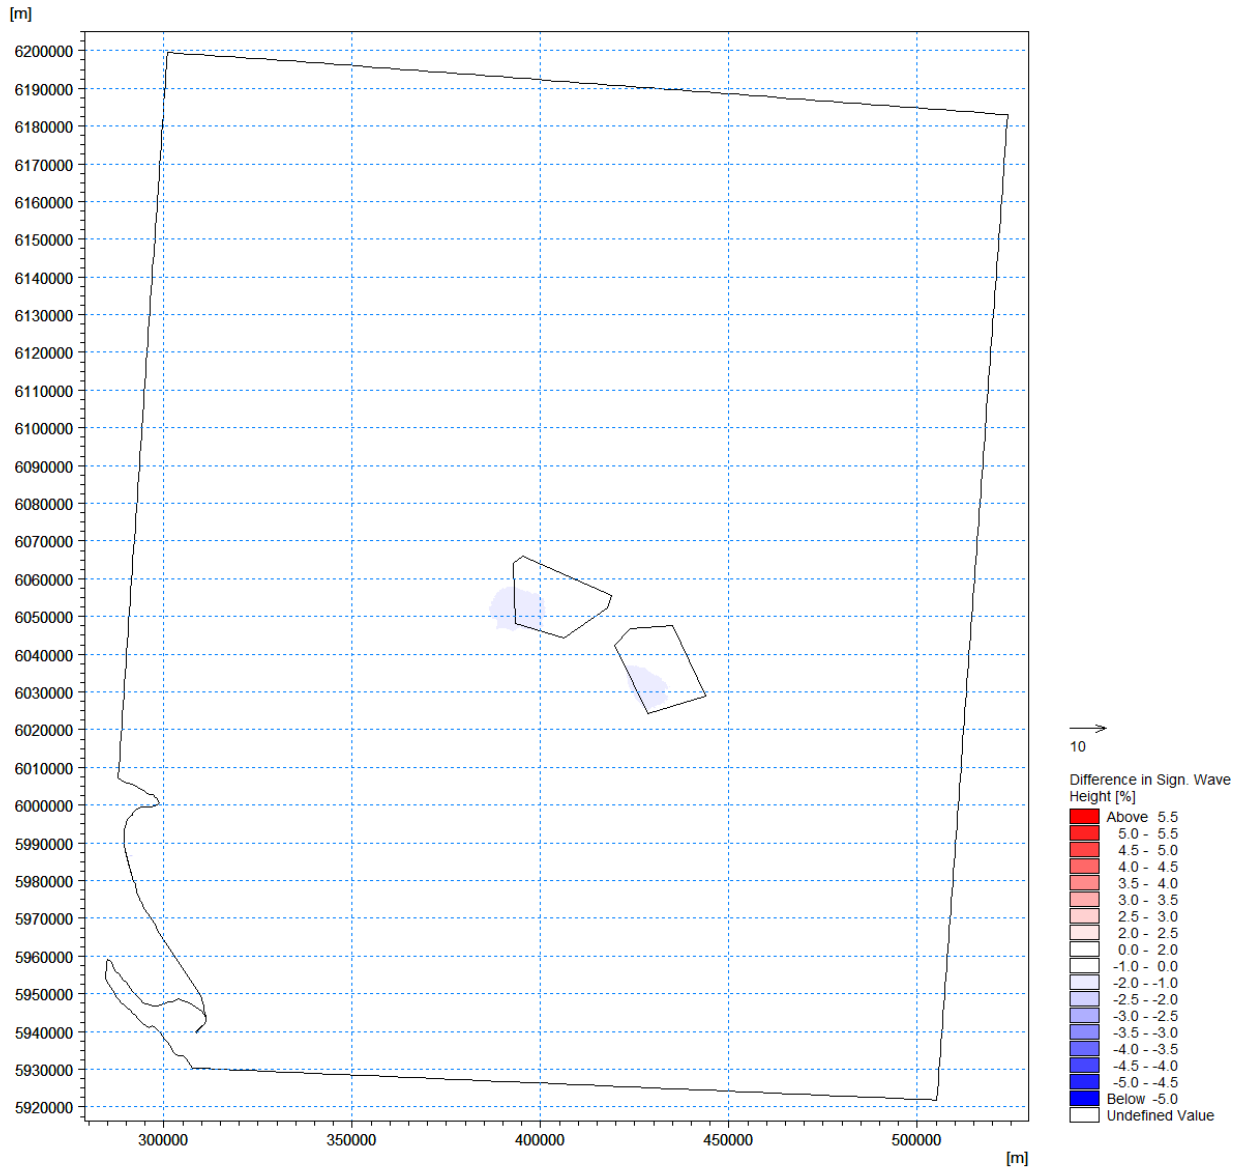 [m]
6200000
6190000
6180000
6170000
6160000
6150000
6140000
6130000
6120000
6110000
6100000
6090000
6080000
6070000
6060000
6050000
6040000
6030000
6020000
6010000
6000000
5990000
5980000
5970000
5960000
5950000
5940000
5930000
5920000
300000 350000 400000 450000 500000
[m]
10
Difference in Sign. Wave
Height [%]
Above 5.5
5.0 - 5.5
4.5 - 5.0
4.0 - 4.5
3.5 - 4.0
3.0 - 3.5
2.5 - 3.0
2.0 - 2.5
0.0 - 2.0
-1.0 - 0.0
-2.0 - -1.0
-2.5 - -2.0
-3.0 - -2.5
-3.5 - -3.0
-4.0 - -3.5
-4.5 - -4.0
-5.0 - -4.5
Below -5.0
Undefined Value